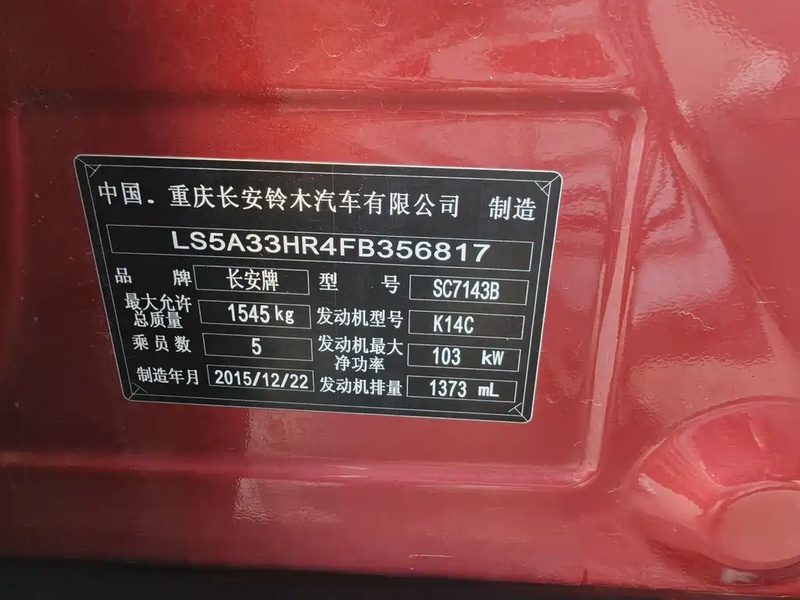 中国．重庆长安铃木汽车有限公司 制造
LS5A33HR4FB356817
品 牌 长安牌 型 号 SC7143B
最大允许总质量 1545kg 发动机型号 K14C
乘员数 5 发动机最大净功率 103 kW
制造年月 2015/12/22 发动机排量 1373 mL